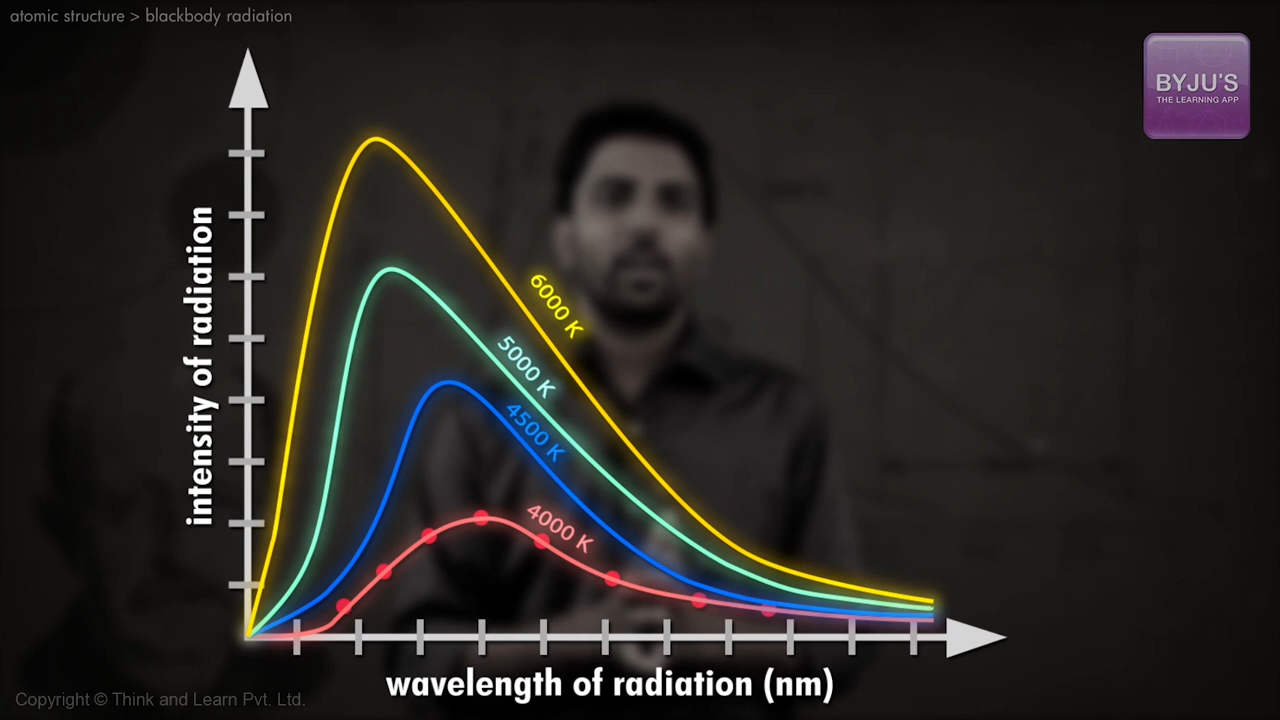 atomic structure > blackbody radiation
BYJU'S
THE LEARNING APP
intensity of radiation
6000 K
5000 K
4500 K
4000 K
wavelength of radiation (nm)
Copyright © Think and Learn Pvt. Ltd.